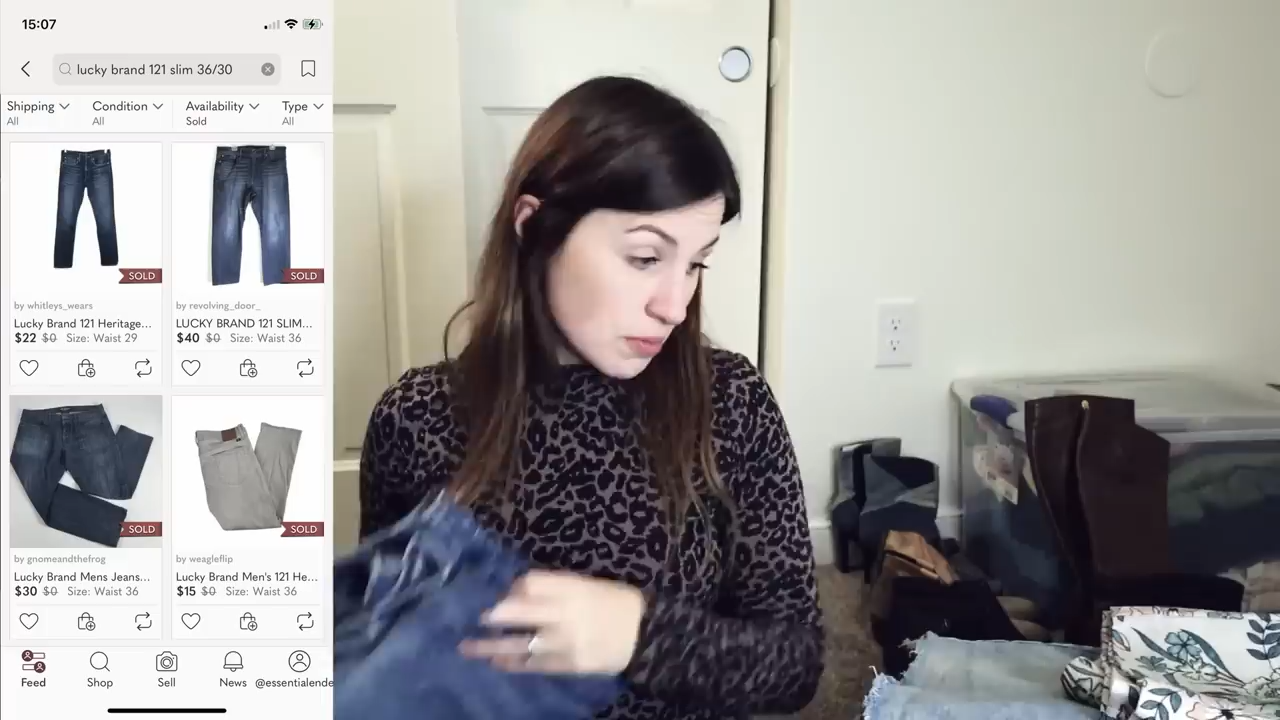 15:07
lucky brand 121 slim 36/30
Shipping Condition Availability Type
All All Sold All
SOLD SOLD
by whitleys_wears by revolving_door_
Lucky Brand 121 Heritage... LUCKY BRAND 121 SLIM...
$22 $0 Size: Waist 29 $40 $0 Size: Waist 36
SOLD SOLD
by gnomeandthefrog by weagleflip
Lucky Brand Mens Jeans... Lucky Brand Men's 121 He...
$30 $0 Size: Waist 36 $15 $0 Size: Waist 36
Feed Shop Sell News @essentialende